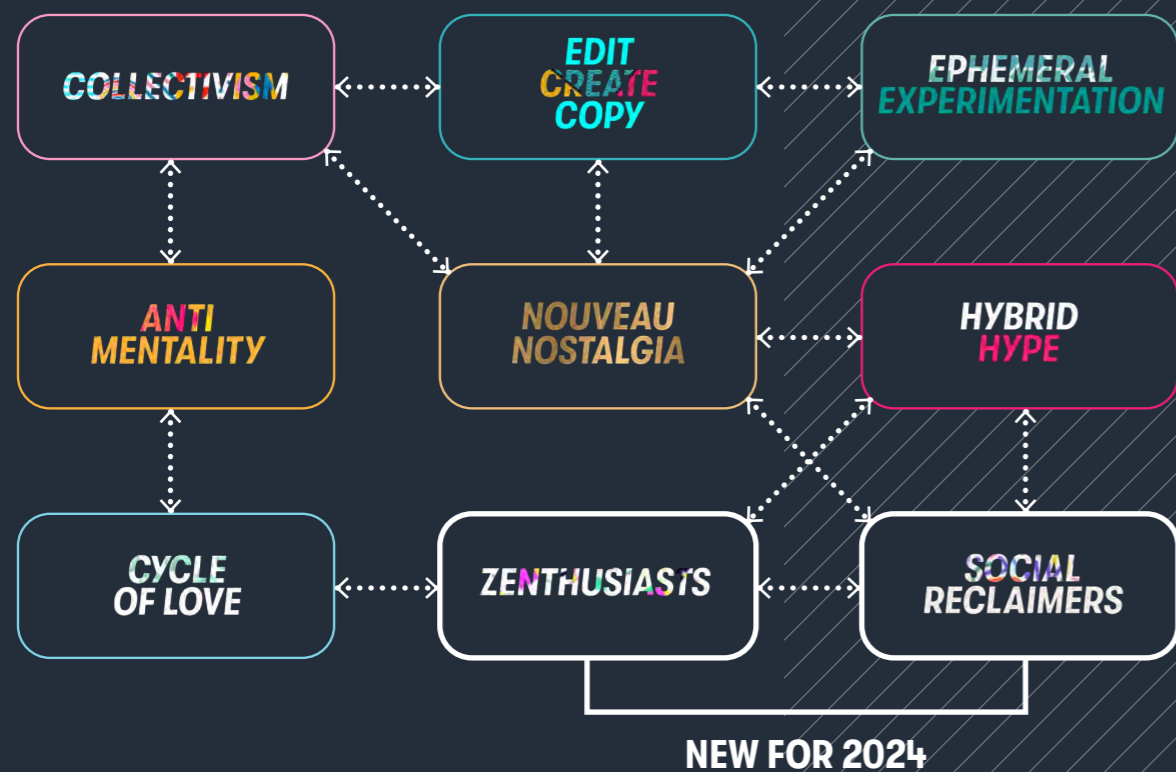 COLLECTIVISM
EDIT
CREATE
COPY
EPHEMERAL
EXPERIMENTATION
ANTI
MENTALITY
NOUVEAU
NOSTALGIA
HYBRID
HYPE
CYCLE
OF LOVE
ZENTHUSIASTS
SOCIAL
RECLAIMERS
NEW FOR 2024